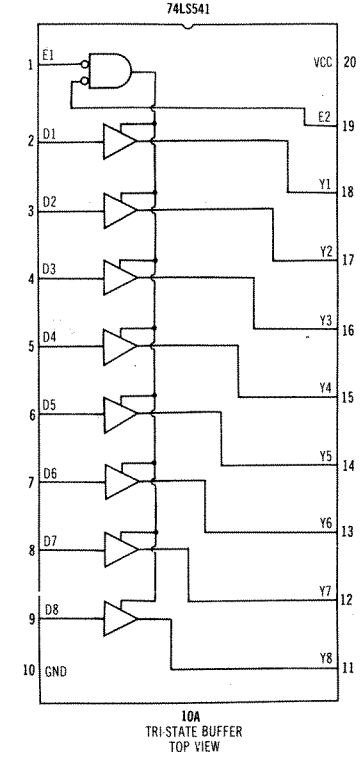 74LS541
1 E1 VCC 20
E2 19
2 D1 Y1 18
3 D2 Y2 17
4 D3 Y3 16
5 D4 Y4 15
6 D5 Y5 14
7 D6 Y6 13
8 D7 Y7 12
9 D8 Y8 11
10 GND
10A
TRI-STATE BUFFER
TOP VIEW